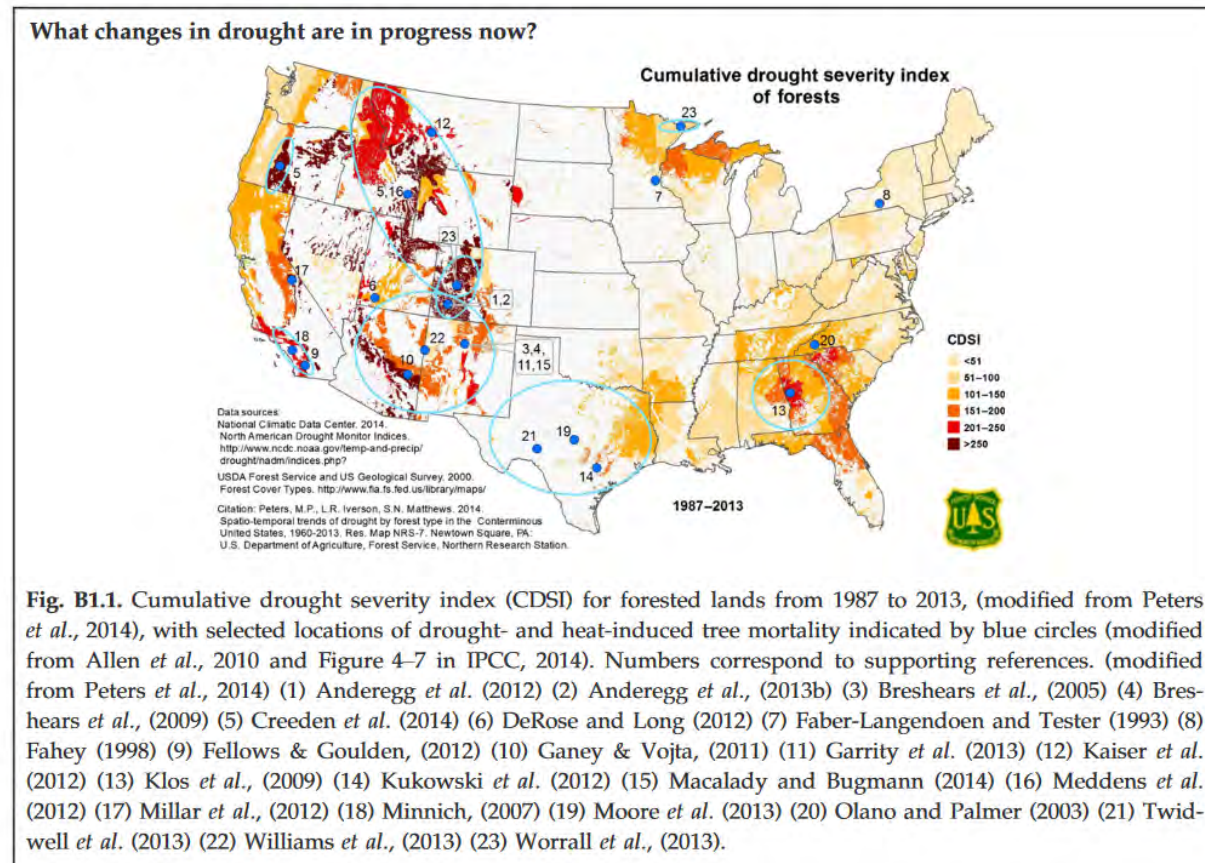 What changes in drought are in progress now?
Cumulative drought severity index
of forests
23
12
5
5,16
7
8
23
17
6
1,2
18
9
22
10
3,4,
11,15
20
13
19
21
14
CDSI
<51
51–100
101–150
151–200
201–250
>250
Data sources:
National Climatic Data Center. 2014.
North American Drought Monitor Indices.
http://www.ncdc.noaa.gov/temp-and-precip/
drought/nadm/indices.php?
USDA Forest Service and US Geological Survey. 2000.
Forest Cover Types. http://www.fia.fs.fed.us/library/maps/
Citation: Peters, M.P., L.R. Iverson, S.N. Matthews. 2014.
Spatio-temporal trends of drought by forest type in the Conterminous
United States, 1960-2013. Res. Map NRS-7. Newtown Square, PA:
U.S. Department of Agriculture, Forest Service, Northern Research Station.
1987–2013
U S
Fig. B1.1. Cumulative drought severity index (CDSI) for forested lands from 1987 to 2013, (modified from Peters
et al., 2014), with selected locations of drought- and heat-induced tree mortality indicated by blue circles (modified
from Allen et al., 2010 and Figure 4–7 in IPCC, 2014). Numbers correspond to supporting references. (modified
from Peters et al., 2014) (1) Anderegg et al. (2012) (2) Anderegg et al., (2013b) (3) Breshears et al., (2005) (4) Bres-
hears et al., (2009) (5) Creeden et al. (2014) (6) DeRose and Long (2012) (7) Faber-Langendoen and Tester (1993) (8)
Fahey (1998) (9) Fellows & Goulden, (2012) (10) Ganey & Vojta, (2011) (11) Garrity et al. (2013) (12) Kaiser et al.
(2012) (13) Klos et al., (2009) (14) Kukowski et al. (2012) (15) Macalady and Bugmann (2014) (16) Meddens et al.
(2012) (17) Millar et al., (2012) (18) Minnich, (2007) (19) Moore et al. (2013) (20) Olano and Palmer (2003) (21) Twid-
well et al. (2013) (22) Williams et al., (2013) (23) Worrall et al., (2013).